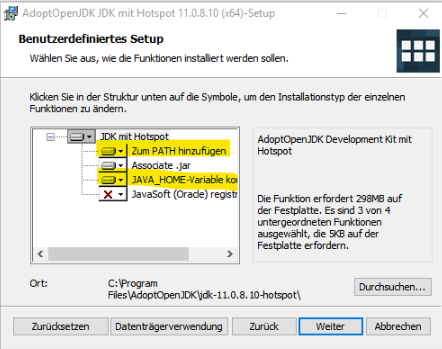 AdoptOpenJDK JDK mit Hotspot 11.0.8.10 (x64)-Setup
Benutzerdefiniertes Setup
Wählen Sie aus, wie die Funktionen installiert werden sollen.
Klicken Sie in der Struktur unten auf die Symbole, um den Installationstyp der einzelnen
Funktionen zu ändern.
JDK mit Hotspot
Zum PATH hinzufügen
Associate .jar
JAVA_HOME-Variable kon
JavaSoft (Oracle) registr
AdoptOpenJDK Development Kit mit
Hotspot
Die Funktion erfordert 298MB auf
der Festplatte. Es sind 3 von 4
untergeordneten Funktionen
ausgewählt, die 5KB auf der
Festplatte erfordern.
Ort:
C:\Program
Files\AdoptOpenJDK\jdk-11.0.8.10-hotspot\
Durchsuchen...
Zurücksetzen
Datenträgerverwendung
Zurück
Weiter
Abbrechen